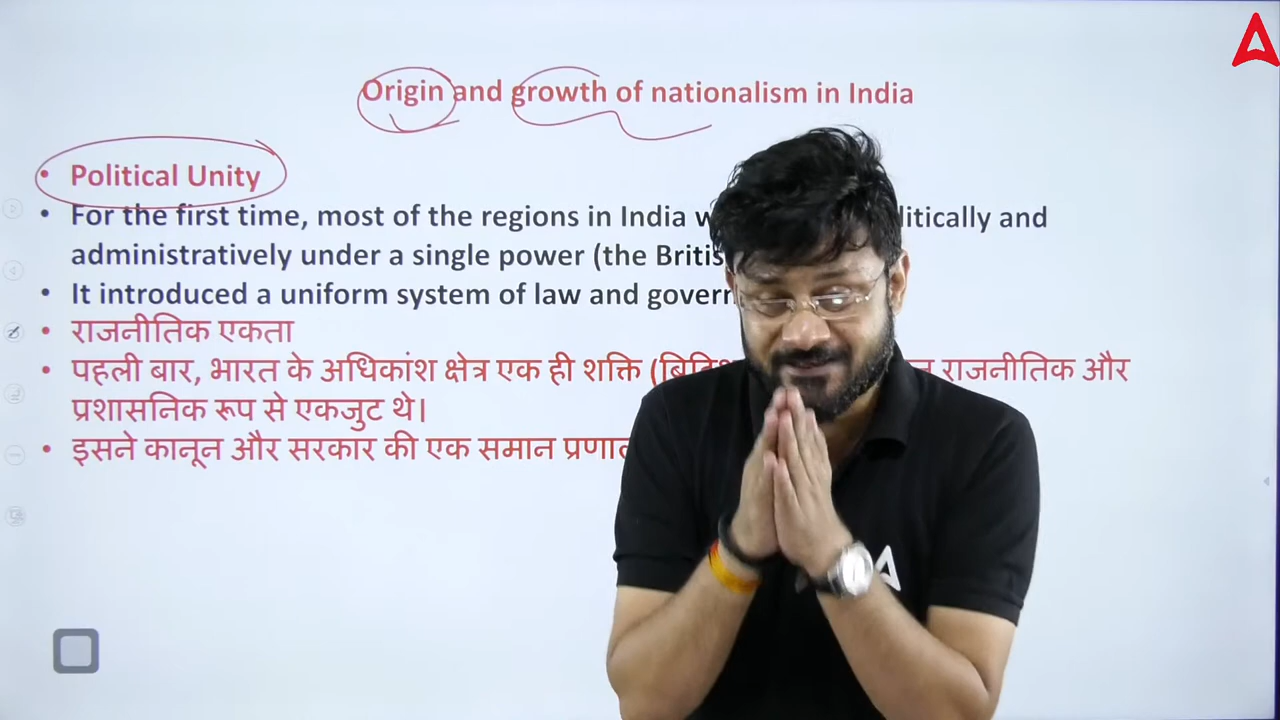 Origin and growth of nationalism in India
• Political Unity
• For the first time, most of the regions in India litically and
administratively under a single power (the Britis
• It introduced a uniform system of law and govern
• राजनीतिक एकता
• पहली बार, भारत के अधिकांश क्षेत्र एक ही शक्ति राजनीतिक और
प्रशासनिक रूप से एकजुट थे।
• इसने कानून और सरकार की एक समान